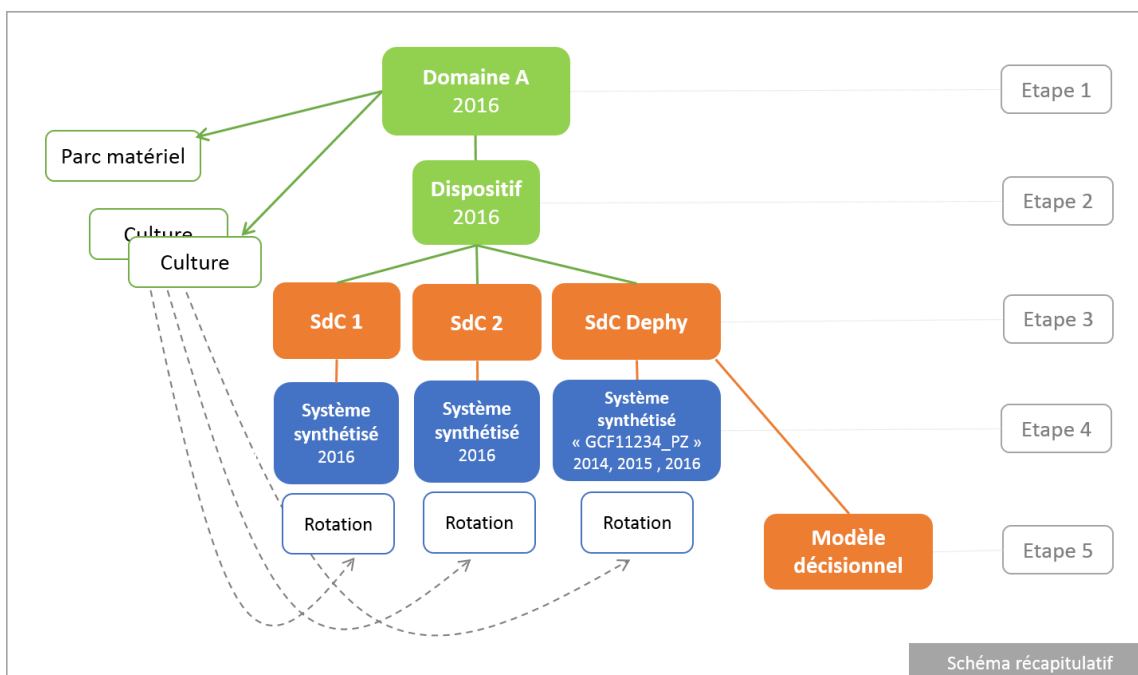 Domaine A
2016
Etape 1
Parc matériel
Dispositif
2016
Etape 2
Culture
Culture
SdC 1
SdC 2
SdC Dephy
Etape 3
Système
synthétisé
2016
Système
synthétisé
2016
Système
synthétisé
« GCF11234_PZ »
2014, 2015 , 2016
Etape 4
Rotation
Rotation
Rotation
Modèle
décisionnel
Etape 5
Schéma récapitulatif